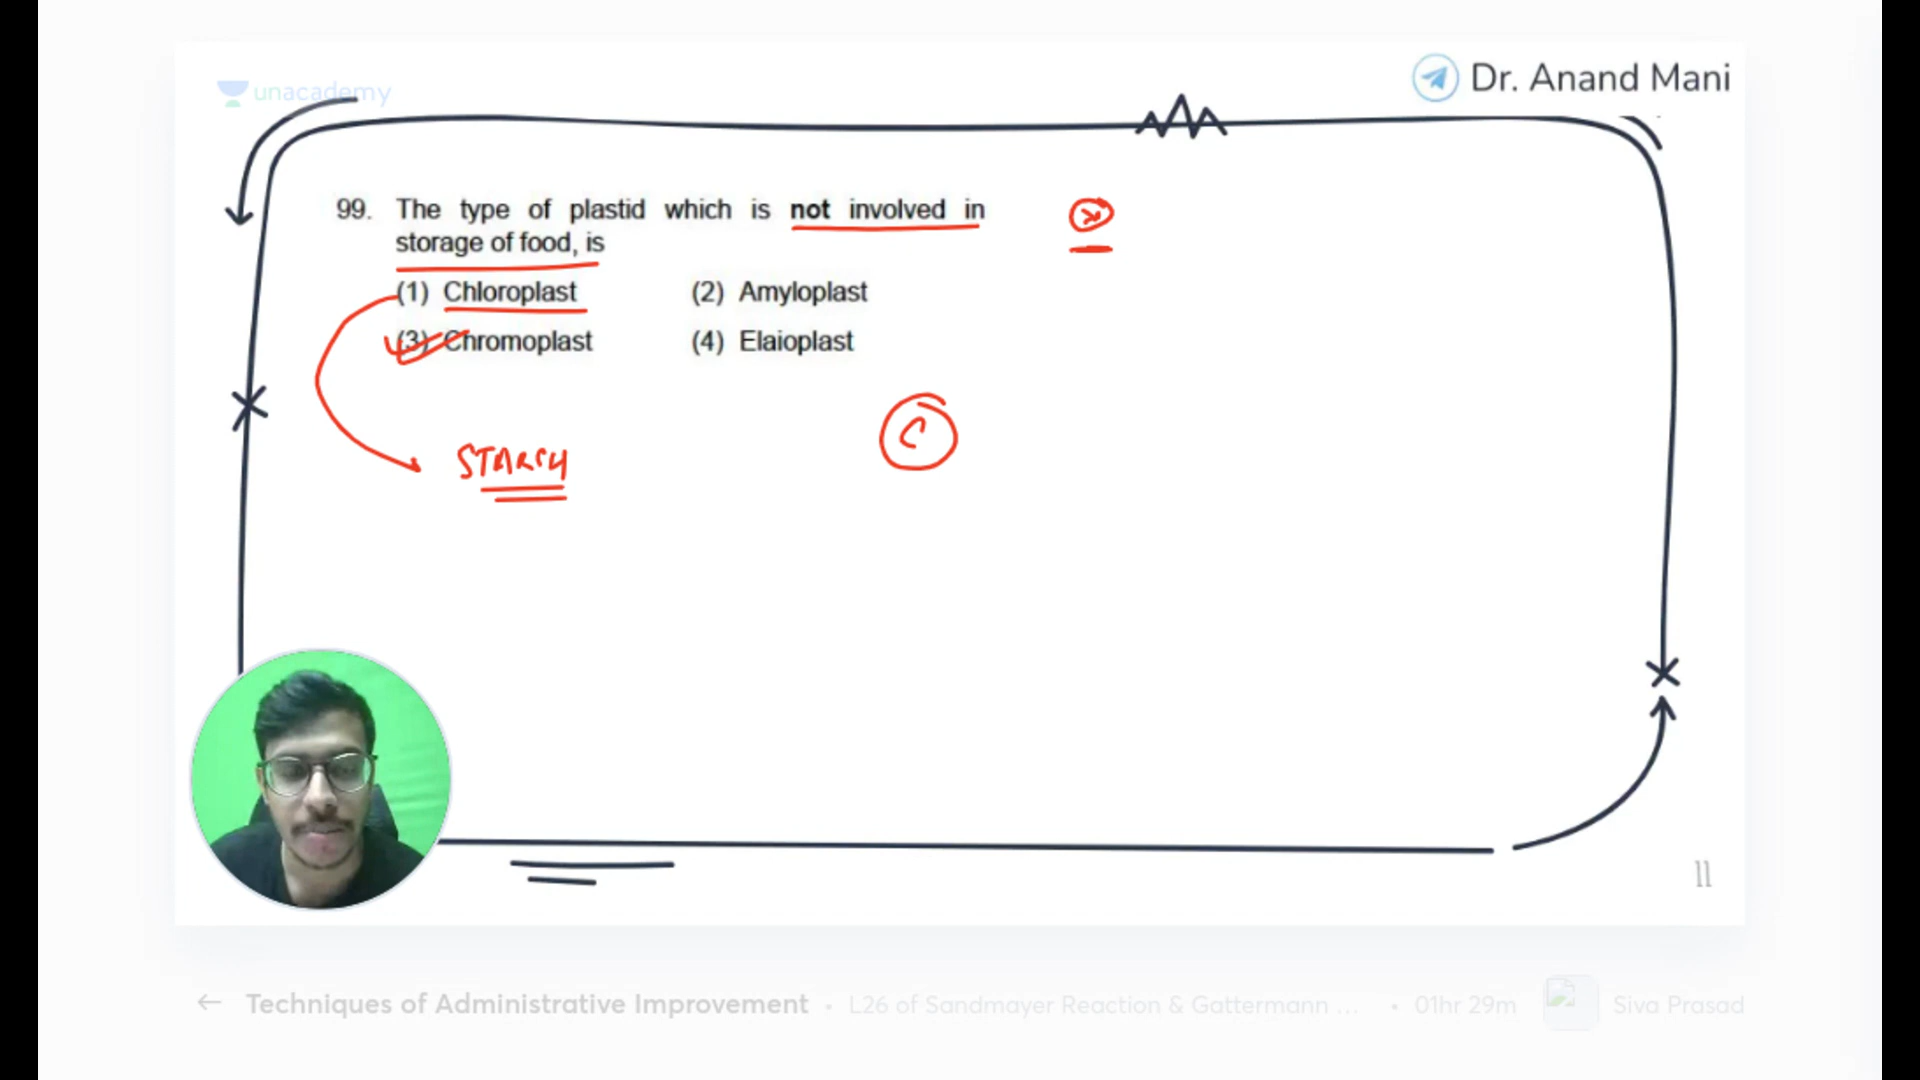 unacademy
Dr. Anand Mani
99. The type of plastid which is not involved in
storage of food, is
(1) Chloroplast (2) Amyloplast
(3) Chromoplast (4) Elaioplast
C
STARCH
11
← Techniques of Administrative Improvement • L26 of Sandmayer Reaction & Gattermann ... • 01hr 29m Siva Prasad